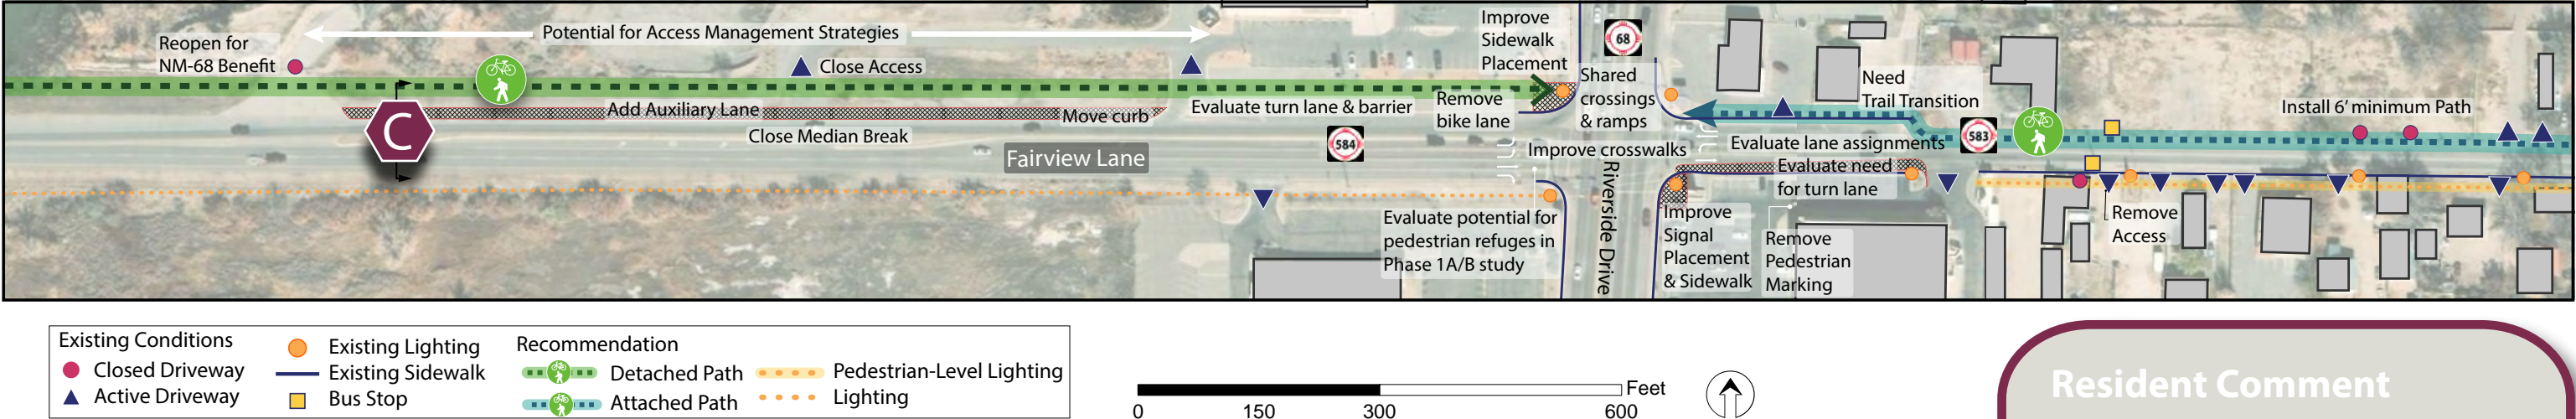 Reopen for
NM-68 Benefit
Potential for Access Management Strategies
Close Access
Add Auxiliary Lane
Move curb
Close Median Break
C
Fairview Lane
Evaluate turn lane & barrier
584
Remove
bike lane
Improve
Sidewalk
Placement
68
Shared
crossings
& ramps
Improve crosswalks
Riverside Drive
Evaluate potential for
pedestrian refuges in
Phase 1A/B study
Need
Trail Transition
583
Evaluate lane assignments
Evaluate need
for turn lane
Improve
Signal
Placement
& Sidewalk
Remove
Pedestrian
Marking
Install 6’ minimum Path
Remove
Access
Existing Conditions
Closed Driveway
Active Driveway
Existing Lighting
Existing Sidewalk
Bus Stop
Recommendation
Detached Path
Attached Path
Pedestrian-Level Lighting
Lighting
0 150 300 600
Feet
Resident Comment